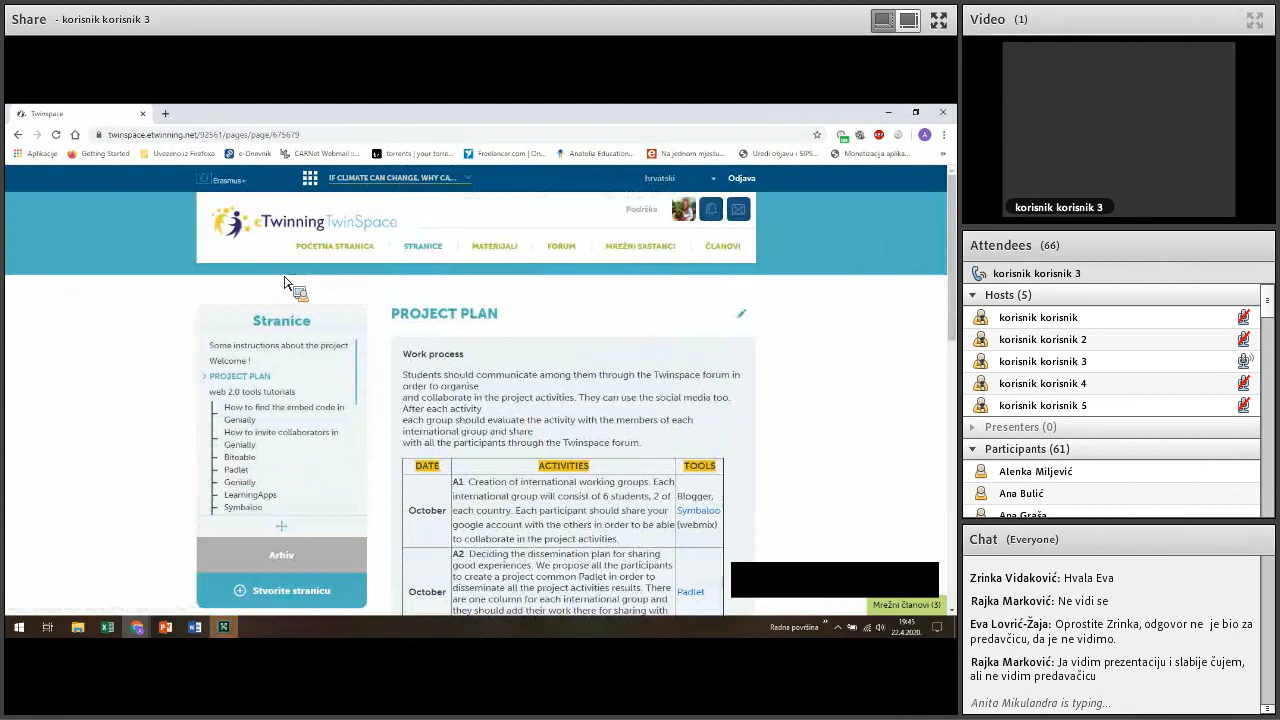 Share - korisnik korisnik 3
Twinspace
twinspace.etwinning.net/92561/pages/page/675679
Aplikacije
Getting Started
Uvezeno iz Firefoxa
e-Dnevnik
CARNet Webmail ::...
torrents | your torre...
Freelancer.com | On...
Anatolia Education...
Na jednom mjestu...
Uredi objavu ‹ SIPS...
Monetizacija aplika...
»
Erasmus+
IF CLIMATE CAN CHANGE, WHY CA...
hrvatski
Odjava
eTwinning TwinSpace
Podrška
POČETNA STRANICA
STRANICE
MATERIJALI
FORUM
MREŽNI SASTANCI
ČLANOVI
Stranice
Some instructions about the project
Welcome !
PROJECT PLAN
web 2.0 tools tutorials
How to find the embed code in
Genially
How to invite collaborators in
Genially
Biteable
Padlet
Genially
LearningApps
Symbaloo
Arhiv
Stvorite stranicu
PROJECT PLAN
Work process
Students should communicate among them through the Twinspace forum in
order to organise
and collaborate in the project activities. They can use the social media too.
After each activity
each group should evaluate the activity with the members of each
international group and share
with all the participants through the Twinspace forum.
DATE
ACTIVITIES
TOOLS
October
A1. Creation of international working groups. Each
international group will consist of 6 students, 2 of
each country. Each participant should share your
google account with the others in order to be able
to collaborate in the project activities.
Blogger,
Symbaloo
(webmix)
October
A2. Deciding the dissemination plan for sharing
good experiences. We propose all the participants
to create a project common Padlet in order to
disseminate all the project activities results. There
are one column for each international group and
they should add their work there for sharing with
Padlet
Mrežni članovi (3)
Radna površina
»
19:45
22.4.2020.
Video (1)
korisnik korisnik 3
Attendees (66)
korisnik korisnik 3
Hosts (5)
korisnik korisnik
korisnik korisnik 2
korisnik korisnik 3
korisnik korisnik 4
korisnik korisnik 5
Presenters (0)
Participants (61)
Alenka Miljević
Ana Bulić
Ana Graša
Chat (Everyone)
Zrinka Vidaković: Hvala Eva
Rajka Marković: Ne vidi se
Eva Lovrić-Žaja: Oprostite Zrinka, odgovor ne je bio za
predavčicu, da je ne vidimo.
Rajka Marković: Ja vidim prezentaciju i slabije čujem,
ali ne vidim predavačicu
Anita Mikulandra is typing...